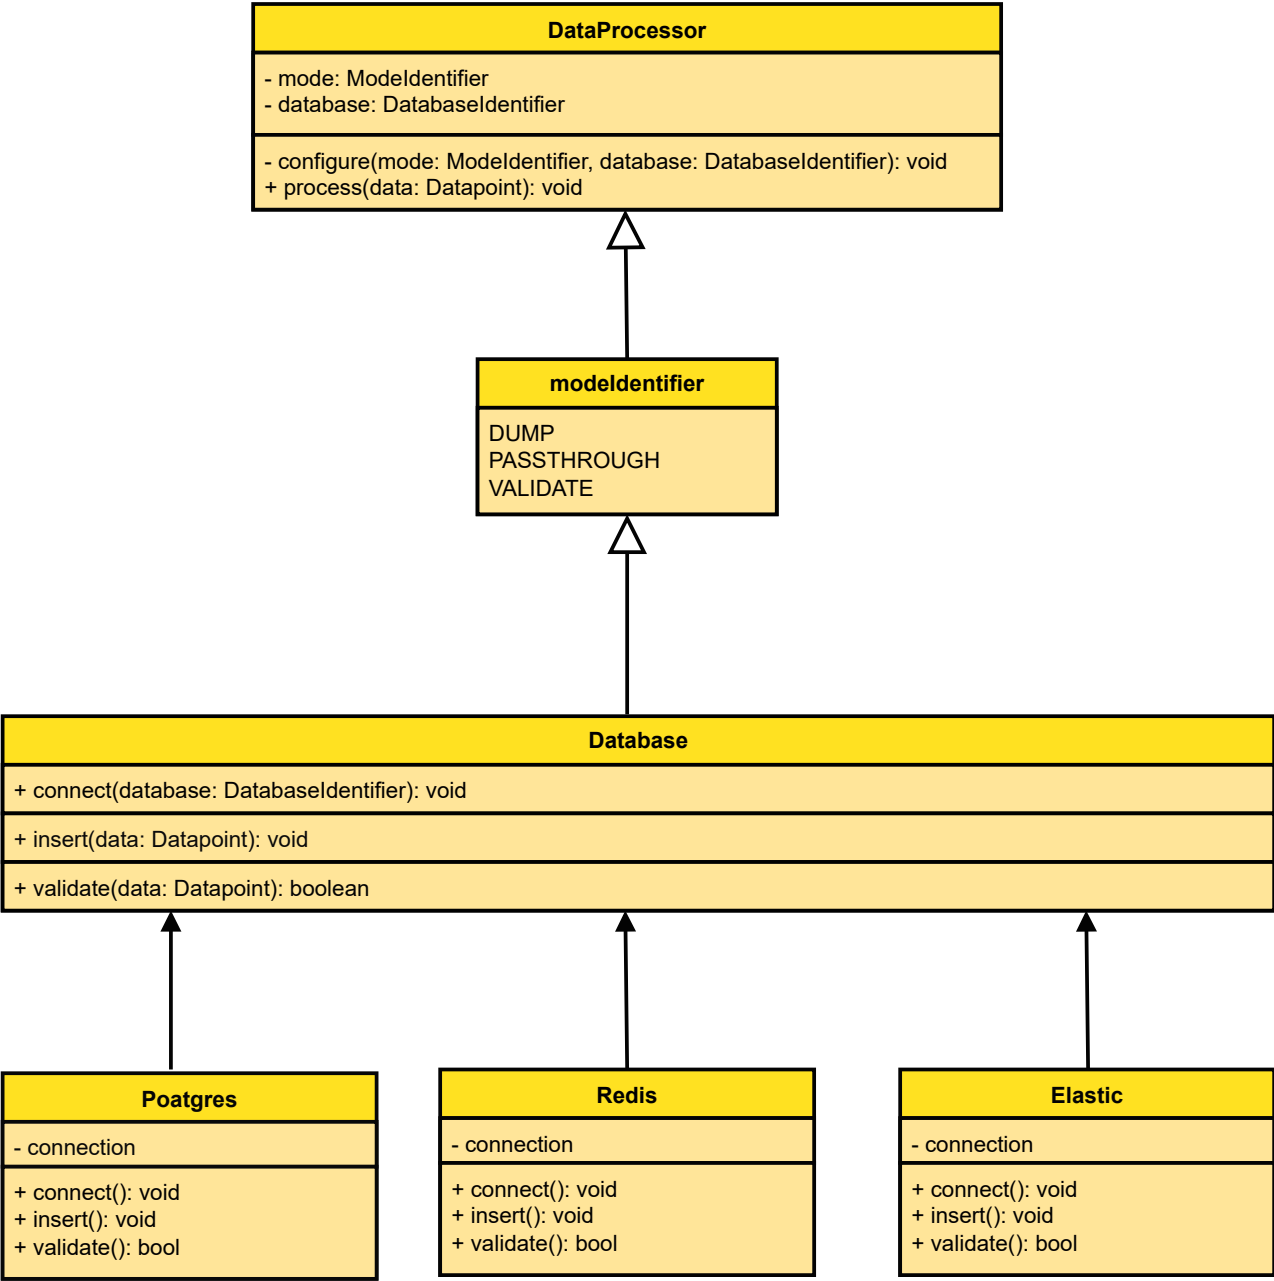 DataProcessor
- mode: ModeIdentifier
- database: DatabaseIdentifier
- configure(mode: ModeIdentifier, database: DatabaseIdentifier): void
+ process(data: Datapoint): void
modeIdentifier
DUMP
PASSTHROUGH
VALIDATE
Database
+ connect(database: DatabaseIdentifier): void
+ insert(data: Datapoint): void
+ validate(data: Datapoint): boolean
Poatgres
- connection
+ connect(): void
+ insert(): void
+ validate(): bool
Redis
- connection
+ connect(): void
+ insert(): void
+ validate(): bool
Elastic
- connection
+ connect(): void
+ insert(): void
+ validate(): bool